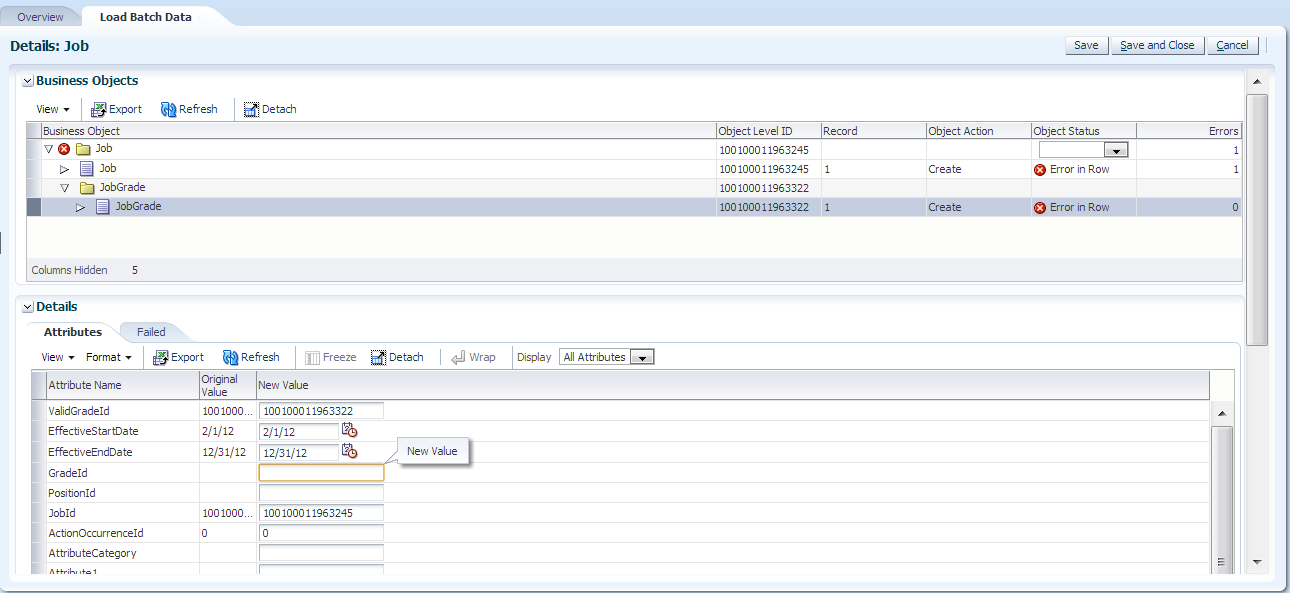 Overview Load Batch Data
Details: Job Save Save and Close Cancel
Business Objects
View Export Refresh Detach
Business Object Object Level ID Record Object Action Object Status Errors
Job 100100011963245 1
Job 100100011963245 1 Create Error in Row 1
JobGrade 100100011963322
JobGrade 100100011963322 1 Create Error in Row 0
Columns Hidden 5
Details
Attributes Failed
View Format Export Refresh Freeze Detach Wrap Display All Attributes
Attribute Name Original Value New Value
ValidGradeId 1001000... 100100011963322
EffectiveStartDate 2/1/12 2/1/12
EffectiveEndDate 12/31/12 12/31/12 New Value
GradeId
PositionId
JobId 1001000... 100100011963245
ActionOccurrenceId 0 0
AttributeCategory
Attribute1